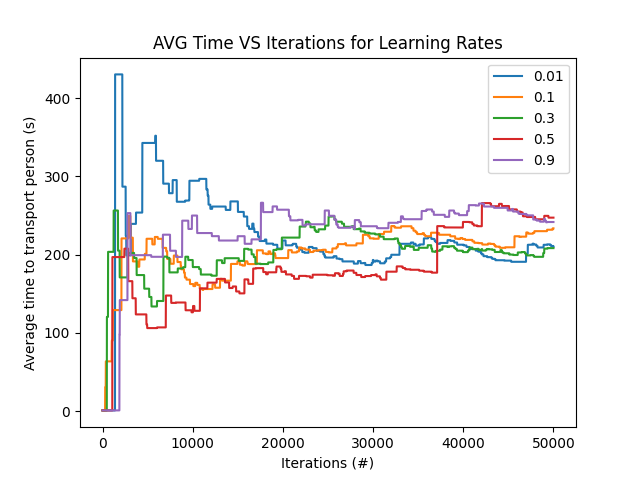 AVG Time VS Iterations for Learning Rates
0.01
0.1
0.3
0.5
0.9
400
300
200
100
0
Average time to transport person (s)
0 10000 20000 30000 40000 50000
Iterations (#)